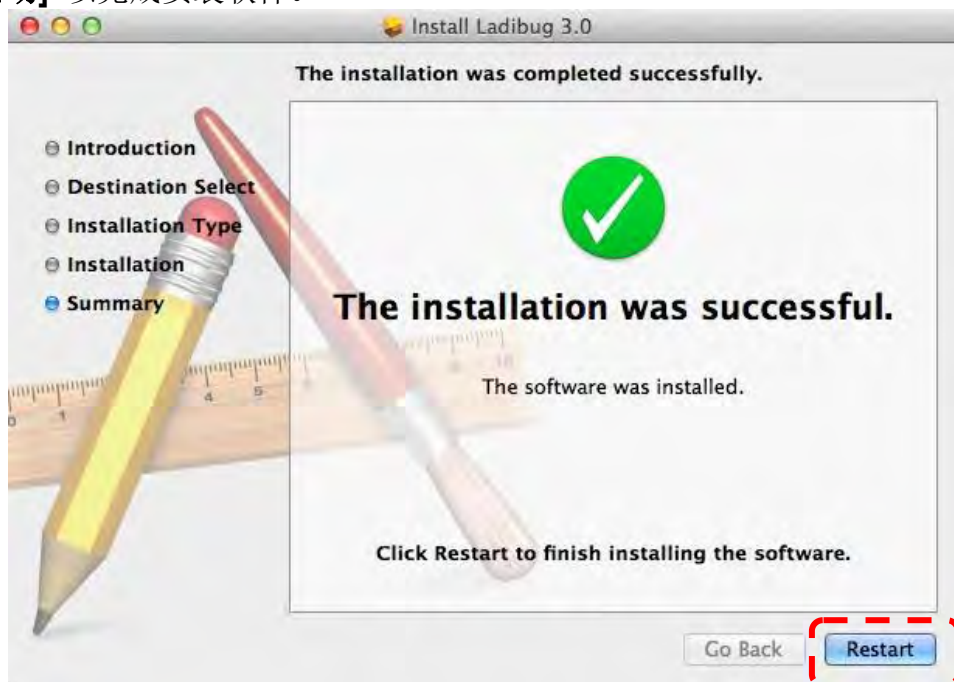 Install Ladibug 3.0
The installation was completed successfully.
Introduction
Destination Select
Installation Type
Installation
Summary
The installation was successful.
The software was installed.
Click Restart to finish installing the software.
Go Back
Restart